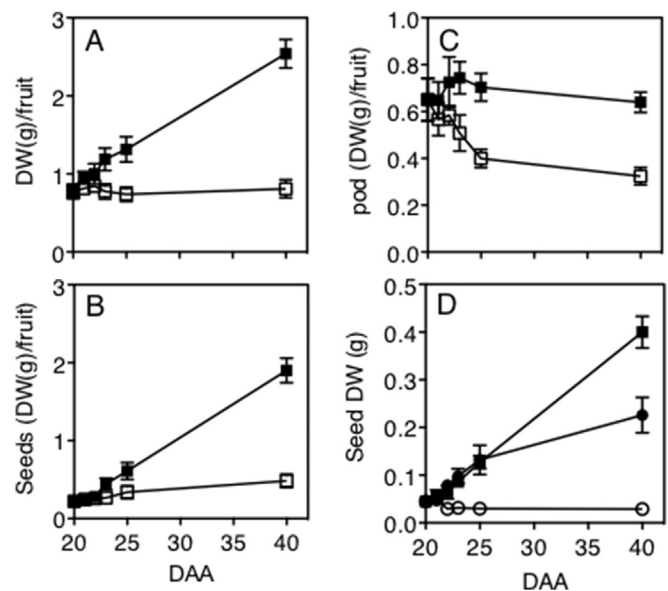 A
DW(g)/fruit
3
2
1
0
C
pod (DW(g)/fruit)
1.0
0.8
0.6
0.4
0.2
0.0
B
Seeds (DW(g)/fruit)
3
2
1
0
20 25 30 35 40
DAA
D
Seed DW (g)
0.5
0.4
0.3
0.2
0.1
0.0
20 25 30 35 40
DAA